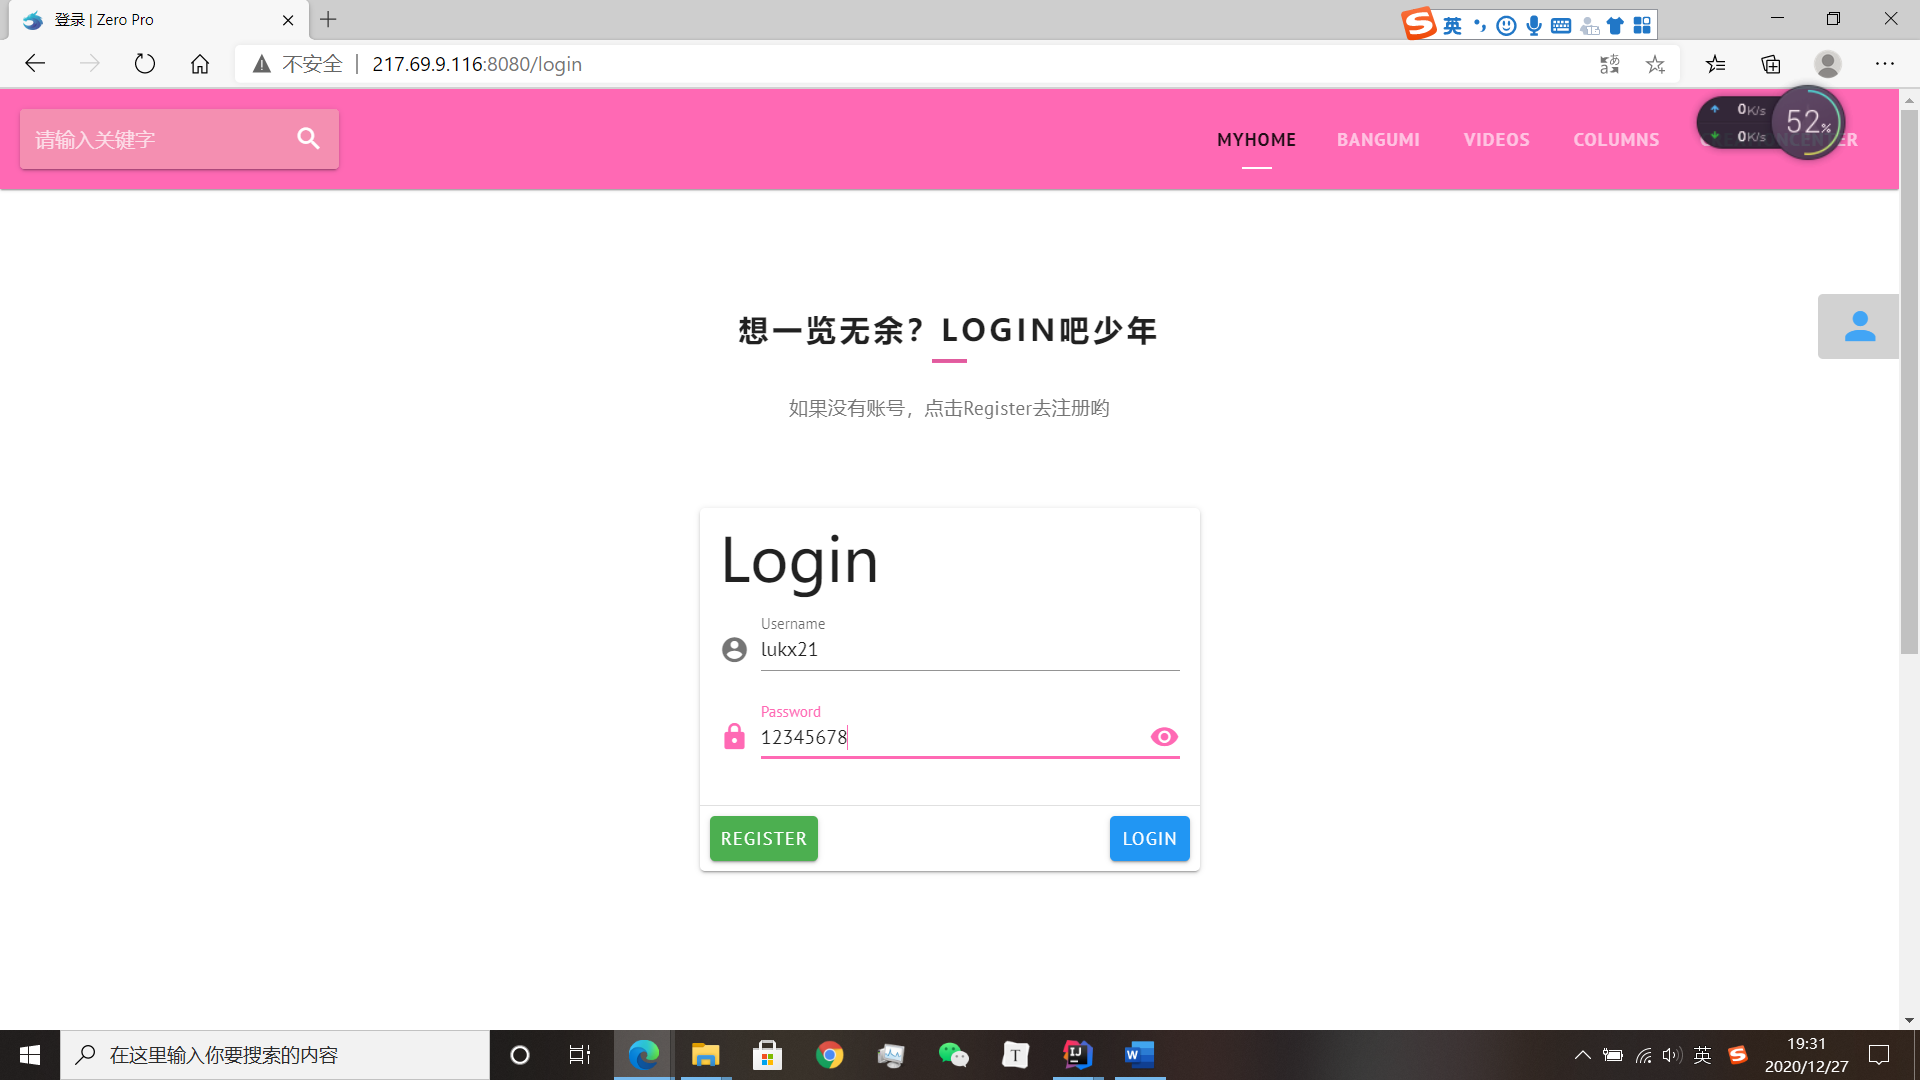 登录 | Zero Pro
英
不安全
217.69.9.116:8080/login
请输入关键字
MYHOME
BANGUMI
VIDEOS
COLUMNS
0K/s
0K/s
52%
想一览无余？LOGIN吧少年
如果没有账号，点击Register去注册哟
Login
Username
lukx21
Password
12345678
REGISTER
LOGIN
在这里输入你要搜索的内容
英
19:31
2020/12/27